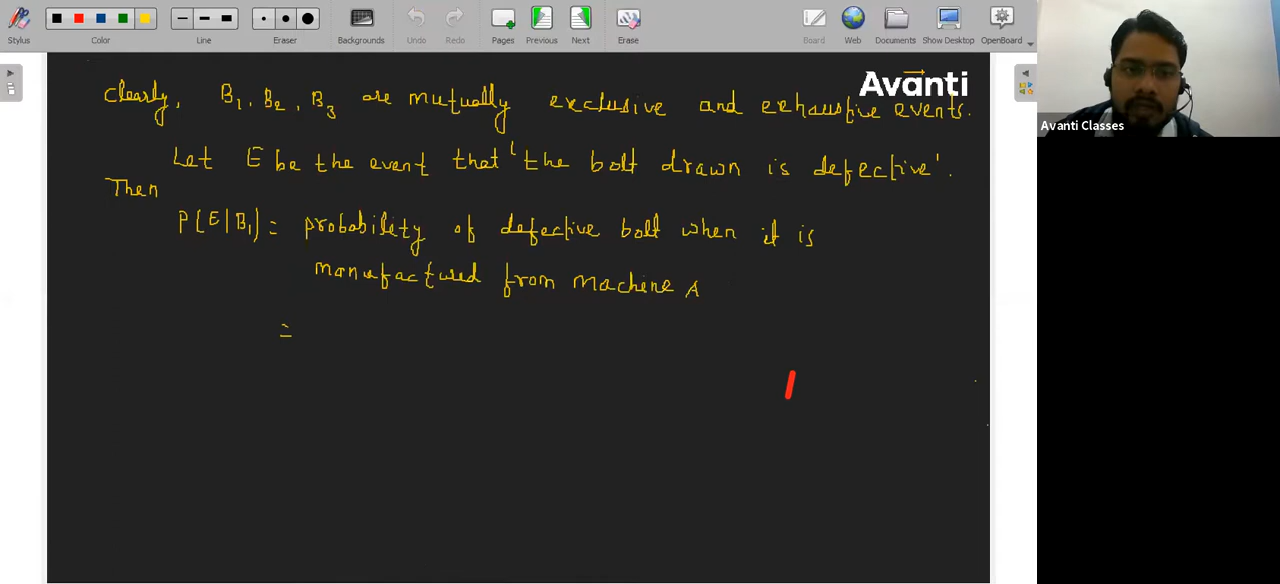 Stylus
Color
Line
Eraser
Backgrounds
Undo
Redo
Pages
Previous
Next
Erase
Board
Web
Documents
Show Desktop
OpenBoard
Avanti
Clearly, B1, B2, B3 are mutually exclusive and exhaustive events.
Let E be the event that 'the bolt drawn is defective'.
Then
P(E|B1) = probability of defective bolt when it is
manufactured from machine A
=
Avanti Classes